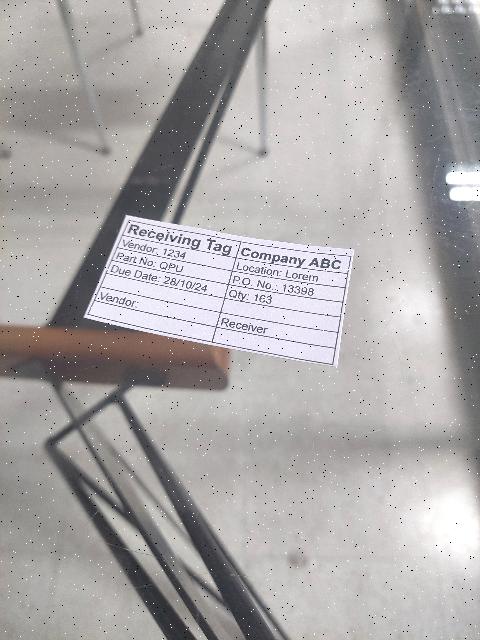 Receiving Tag Company ABC
Vendor: 1234 Location: Lorem
Part No: QPU P.O. No.: 13398
Due Date: 28/10/24 Qty: 163
Vendor: Receiver